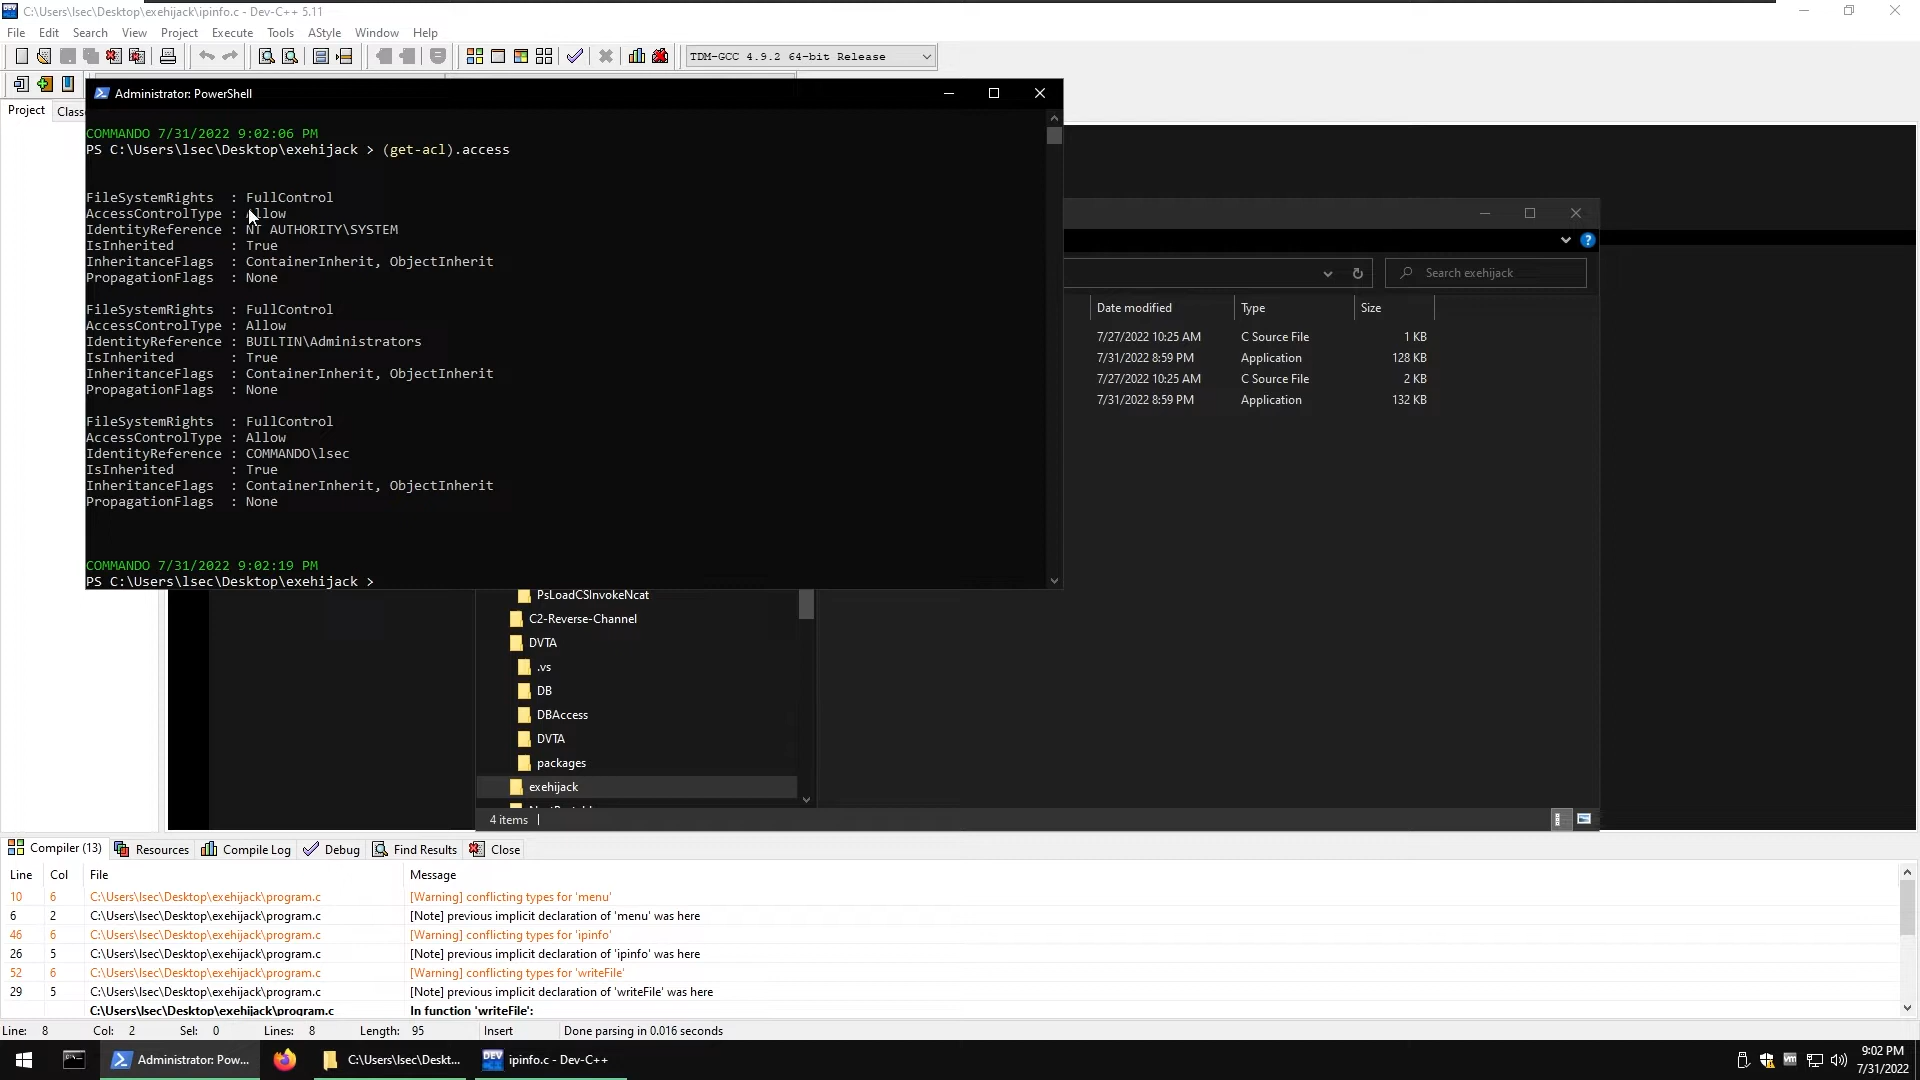 C:\Users\lsec\Desktop\exehijack\ipinfo.c - Dev-C++ 5.11
File Edit Search View Project Execute Tools AStyle Window Help
TDM-GCC 4.9.2 64-bit Release
Project
Administrator: PowerShell
COMMANDO 7/31/2022 9:02:06 PM
PS C:\Users\lsec\Desktop\exehijack > (get-acl).access
FileSystemRights : FullControl
AccessControlType : Allow
IdentityReference : NT AUTHORITY\SYSTEM
IsInherited : True
InheritanceFlags : ContainerInherit, ObjectInherit
PropagationFlags : None
FileSystemRights : FullControl
AccessControlType : Allow
IdentityReference : BUILTIN\Administrators
IsInherited : True
InheritanceFlags : ContainerInherit, ObjectInherit
PropagationFlags : None
FileSystemRights : FullControl
AccessControlType : Allow
IdentityReference : COMMANDO\lsec
IsInherited : True
InheritanceFlags : ContainerInherit, ObjectInherit
PropagationFlags : None
COMMANDO 7/31/2022 9:02:19 PM
PS C:\Users\lsec\Desktop\exehijack >
Search exehijack
Date modified Type Size
7/27/2022 10:25 AM C Source File 1 KB
7/31/2022 8:59 PM Application 128 KB
7/27/2022 10:25 AM C Source File 2 KB
7/31/2022 8:59 PM Application 132 KB
PsLoadCSInvokeNcat
C2-Reverse-Channel
DVTA
.vs
DB
DBAccess
DVTA
packages
exehijack
4 items
Compiler (13) Resources Compile Log Debug Find Results Close
Line Col File Message
10 6 C:\Users\lsec\Desktop\exehijack\program.c [Warning] conflicting types for 'menu'
6 2 C:\Users\lsec\Desktop\exehijack\program.c [Note] previous implicit declaration of 'menu' was here
46 6 C:\Users\lsec\Desktop\exehijack\program.c [Warning] conflicting types for 'ipinfo'
26 5 C:\Users\lsec\Desktop\exehijack\program.c [Note] previous implicit declaration of 'ipinfo' was here
52 6 C:\Users\lsec\Desktop\exehijack\program.c [Warning] conflicting types for 'writeFile'
29 5 C:\Users\lsec\Desktop\exehijack\program.c [Note] previous implicit declaration of 'writeFile' was here
C:\Users\lsec\Desktop\exehijack\program.c In function 'writeFile':
Line: 8 Col: 2 Sel: 0 Lines: 8 Length: 95 Insert Done parsing in 0.016 seconds
Administrator: Pow... C:\Users\lsec\Deskt... ipinfo.c - Dev-C++
9:02 PM
7/31/2022